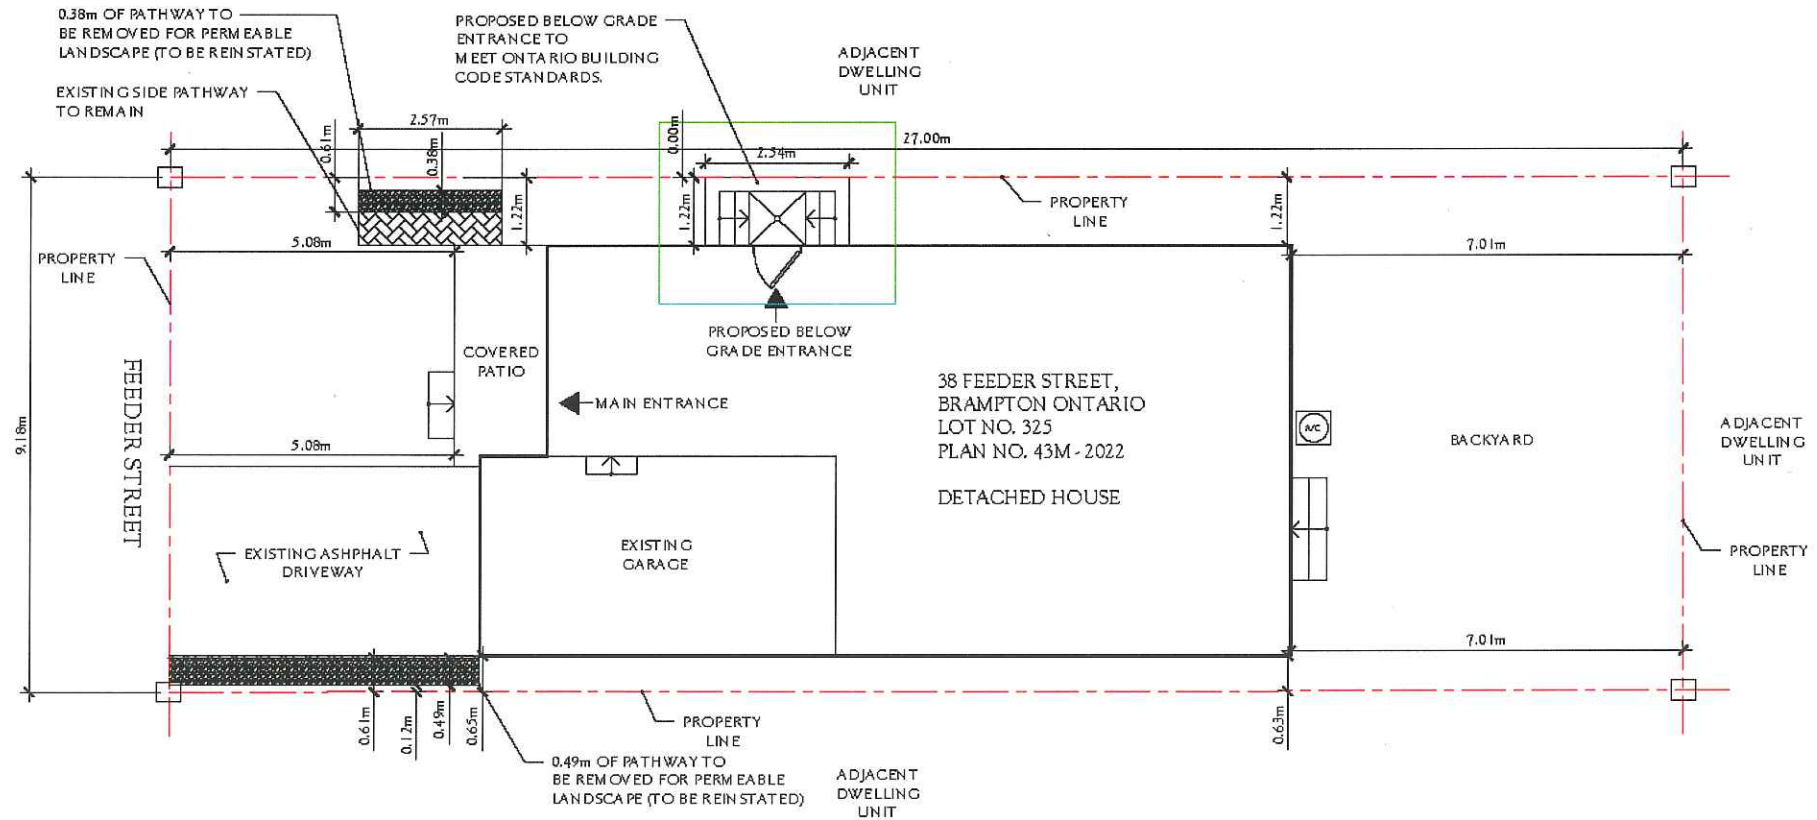 0.38m OF PATHWAY TO
BE REMOVED FOR PERMEABLE
LANDSCAPE (TO BE REINSTATED)
EXISTING SIDE PATHWAY
TO REMAIN
PROPOSED BELOW GRADE
ENTRANCE TO
MEET ONTARIO BUILDING
CODE STANDARDS.
ADJACENT
DWELLING
UNIT
2.57m
0.61m
0.38m
1.22m
0.00m
2.54m
27.00m
1.22m
1.22m
PROPERTY
LINE
5.08m
7.01m
PROPERTY
LINE
PROPOSED BELOW
GRADE ENTRANCE
COVERED
PATIO
MAIN ENTRANCE
38 FEEDER STREET,
BRAMPTON ONTARIO
LOT NO. 325
PLAN NO. 43M - 2022
DETACHED HOUSE
A/C
BACKYARD
ADJACENT
DWELLING
UNIT
9.18m
FEEDER STREET
5.08m
EXISTING ASHPHALT
DRIVEWAY
EXISTING
GARAGE
PROPERTY
LINE
7.01m
0.61m
0.12m
0.49m
0.65m
0.63m
PROPERTY
LINE
0.49m OF PATHWAY TO
BE REMOVED FOR PERMEABLE
LANDSCAPE (TO BE REINSTATED)
ADJACENT
DWELLING
UNIT